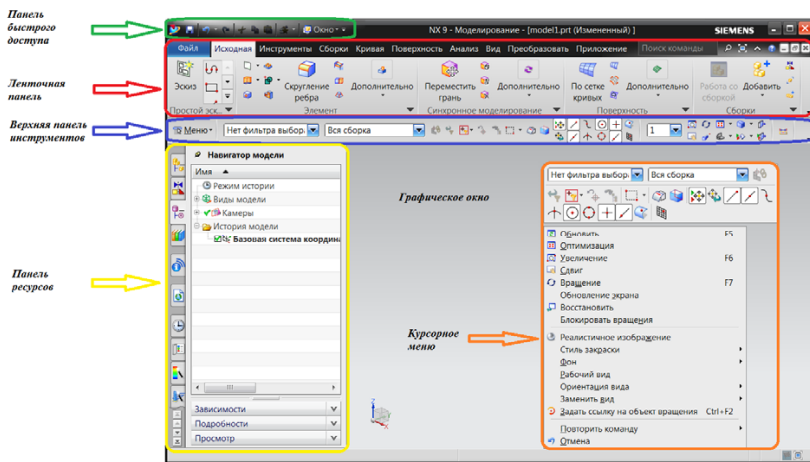 Панель
быстрого
доступа
Окно
NX 9 - Моделирование - [model1.prt (Измененный) ]
SIEMENS
Файл Исходная Инструменты Сборки Кривая Поверхность Анализ Вид Преобразовать Приложение Поиск команды
Ленточная
панель
Эскиз
Скругление
ребра
Дополнительно
Переместить
грань
Дополнительно
По сетке
кривых
Дополнительно
Работа со
сборкой
Добавить
Простой эск...
Элемент
Синхронное моделирование
Поверхность
Сборки
Верхняя панель
инструментов
Меню
Нет фильтра выбор
Вся сборка
1
Навигатор модели
Имя
Режим истории
Виды модели
Камеры
История модели
Базовая система координа
Графическое окно
Нет фильтра выбор
Вся сборка
Панель
ресурсов
Курсорное
меню
Обновить F5
Оптимизация
Увеличение F6
Сдвиг
Вращение F7
Обновление экрана
Восстановить
Блокировать вращения
Реалистичное изображение
Стиль закраски
Фон
Рабочий вид
Ориентация вида
Заменить вид
Задать ссылку на объект вращения Ctrl+F2
Повторить команду
Отмена
Зависимости
Подробности
Просмотр